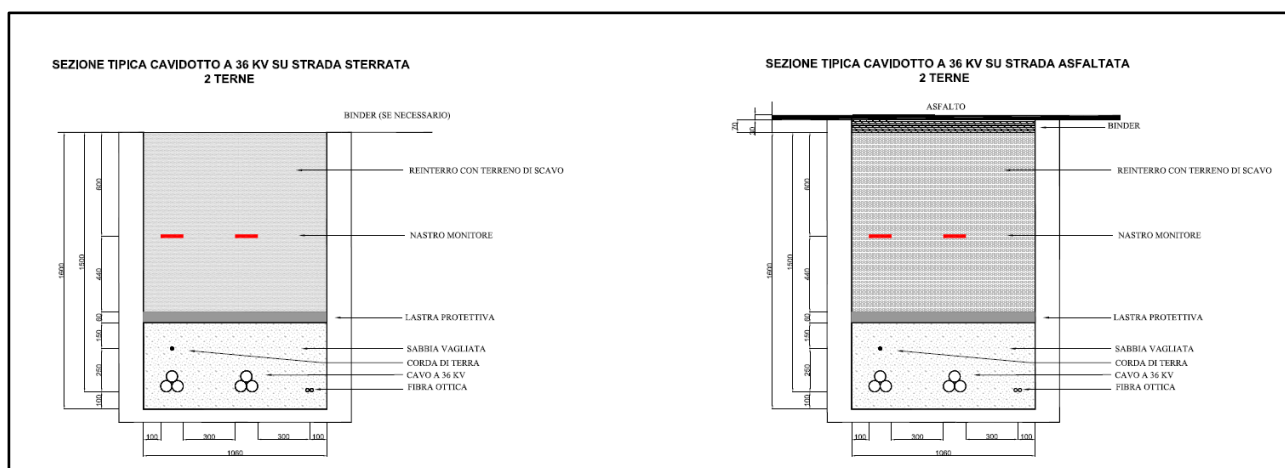 SEZIONE TIPICA CAVIDOTTO A 36 KV SU STRADA STERRATA
2 TERNE
BINDER (SE NECESSARIO)
REINTERRO CON TERRENO DI SCAVO
NASTRO MONITORE
LASTRA PROTETTIVA
SABBIA VAGLIATA
CORDA DI TERRA
CAVO A 36 KV
FIBRA OTTICA
1600
1500
600
440
60
150
250
100
100
300
300
100
1060
SEZIONE TIPICA CAVIDOTTO A 36 KV SU STRADA ASFALTATA
2 TERNE
ASFALTO
BINDER
REINTERRO CON TERRENO DI SCAVO
NASTRO MONITORE
LASTRA PROTETTIVA
SABBIA VAGLIATA
CORDA DI TERRA
CAVO A 36 KV
FIBRA OTTICA
70
30
1600
1500
600
440
60
150
250
100
100
300
300
100
1060